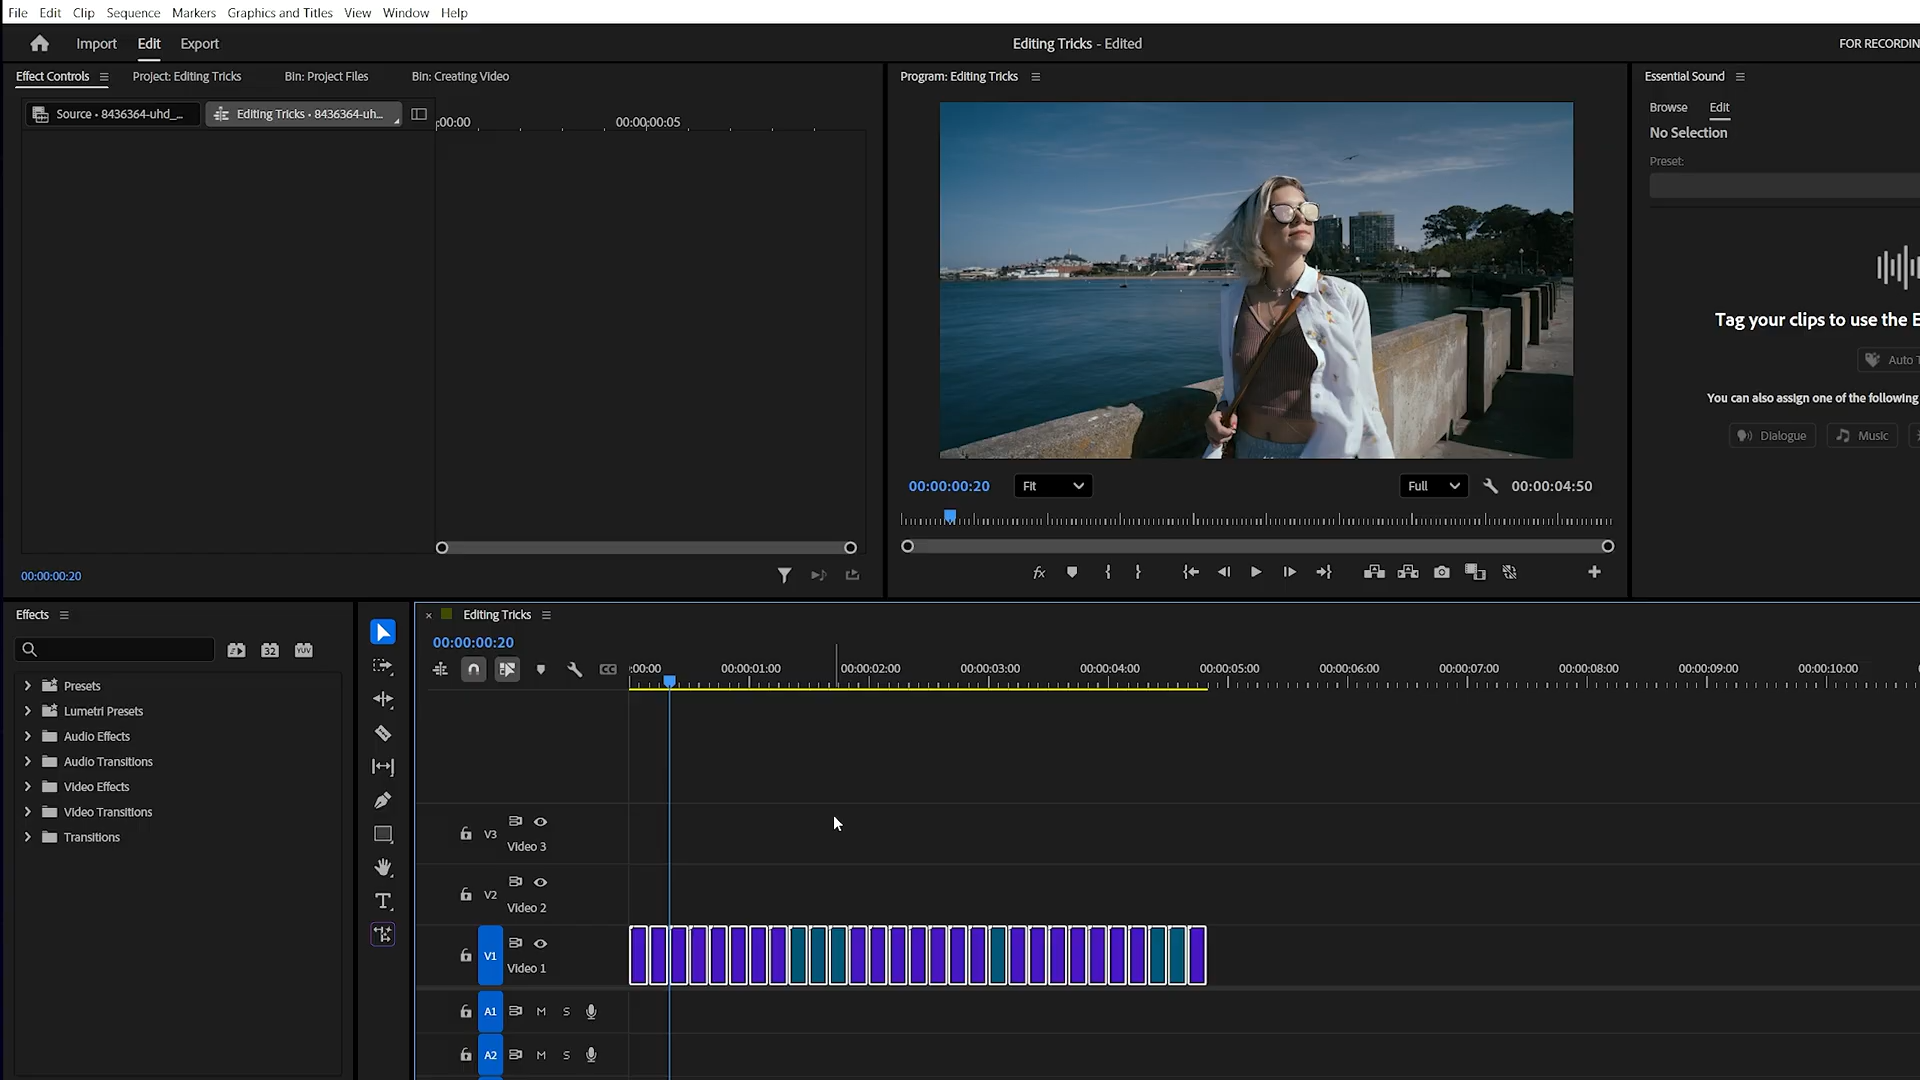 File Edit Clip Sequence Markers Graphics and Titles View Window Help
Import Edit Export
Editing Tricks - Edited
FOR RECORDIN
Effect Controls Project: Editing Tricks Bin: Project Files Bin: Creating Video
Source • 8436364-uhd_... Editing Tricks • 8436364-uh...
:00:00 00:00:00:05
00:00:00:20
Program: Editing Tricks
00:00:00:20 Fit Full 00:00:04:50
fx
Essential Sound
Browse Edit
No Selection
Preset:
Tag your clips to use the E
Auto T
You can also assign one of the following
Dialogue Music
Effects
32 YUV
Presets
Lumetri Presets
Audio Effects
Audio Transitions
Video Effects
Video Transitions
Transitions
T
× Editing Tricks
00:00:00:20
CC
:00:00 00:00:01:00 00:00:02:00 00:00:03:00 00:00:04:00 00:00:05:00 00:00:06:00 00:00:07:00 00:00:08:00 00:00:09:00 00:00:10:00
V3
Video 3
V2
Video 2
V1
Video 1
A1 M S
A2 M S